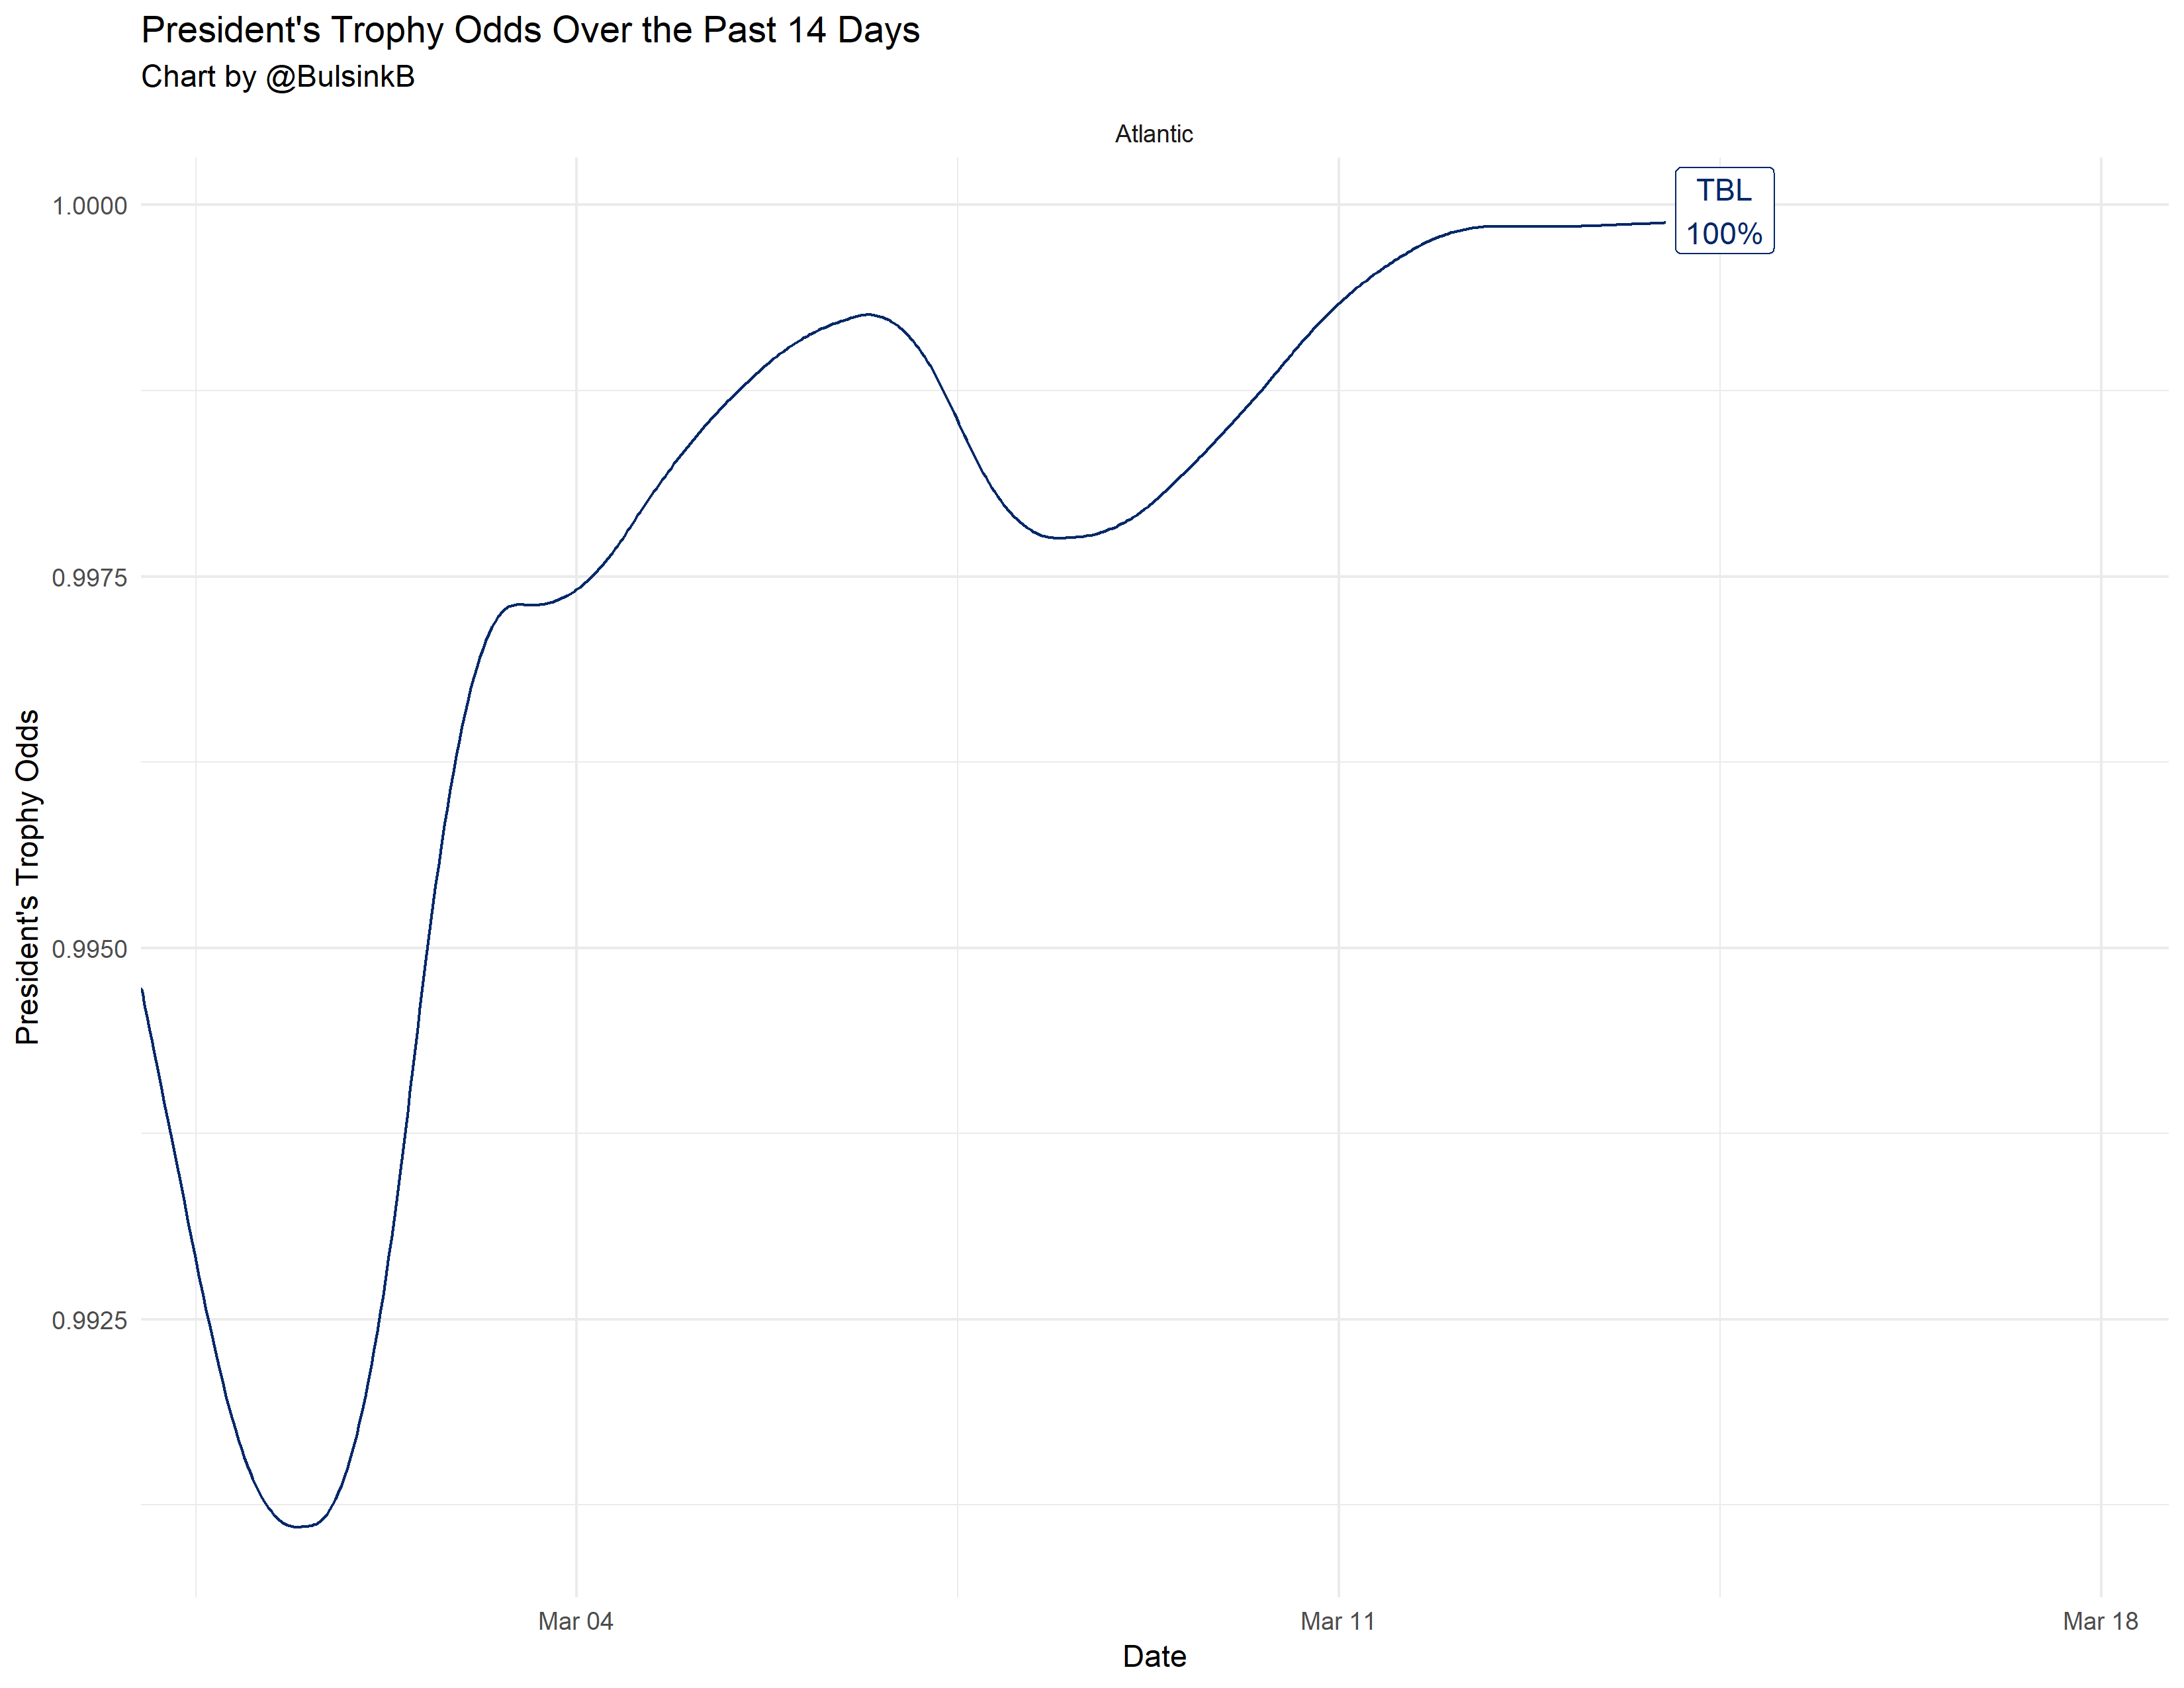 President's Trophy Odds Over the Past 14 Days
Chart by @BulsinkB
Atlantic
TBL
100%
1.0000
0.9975
0.9950
0.9925
President's Trophy Odds
Mar 04
Mar 11
Mar 18
Date